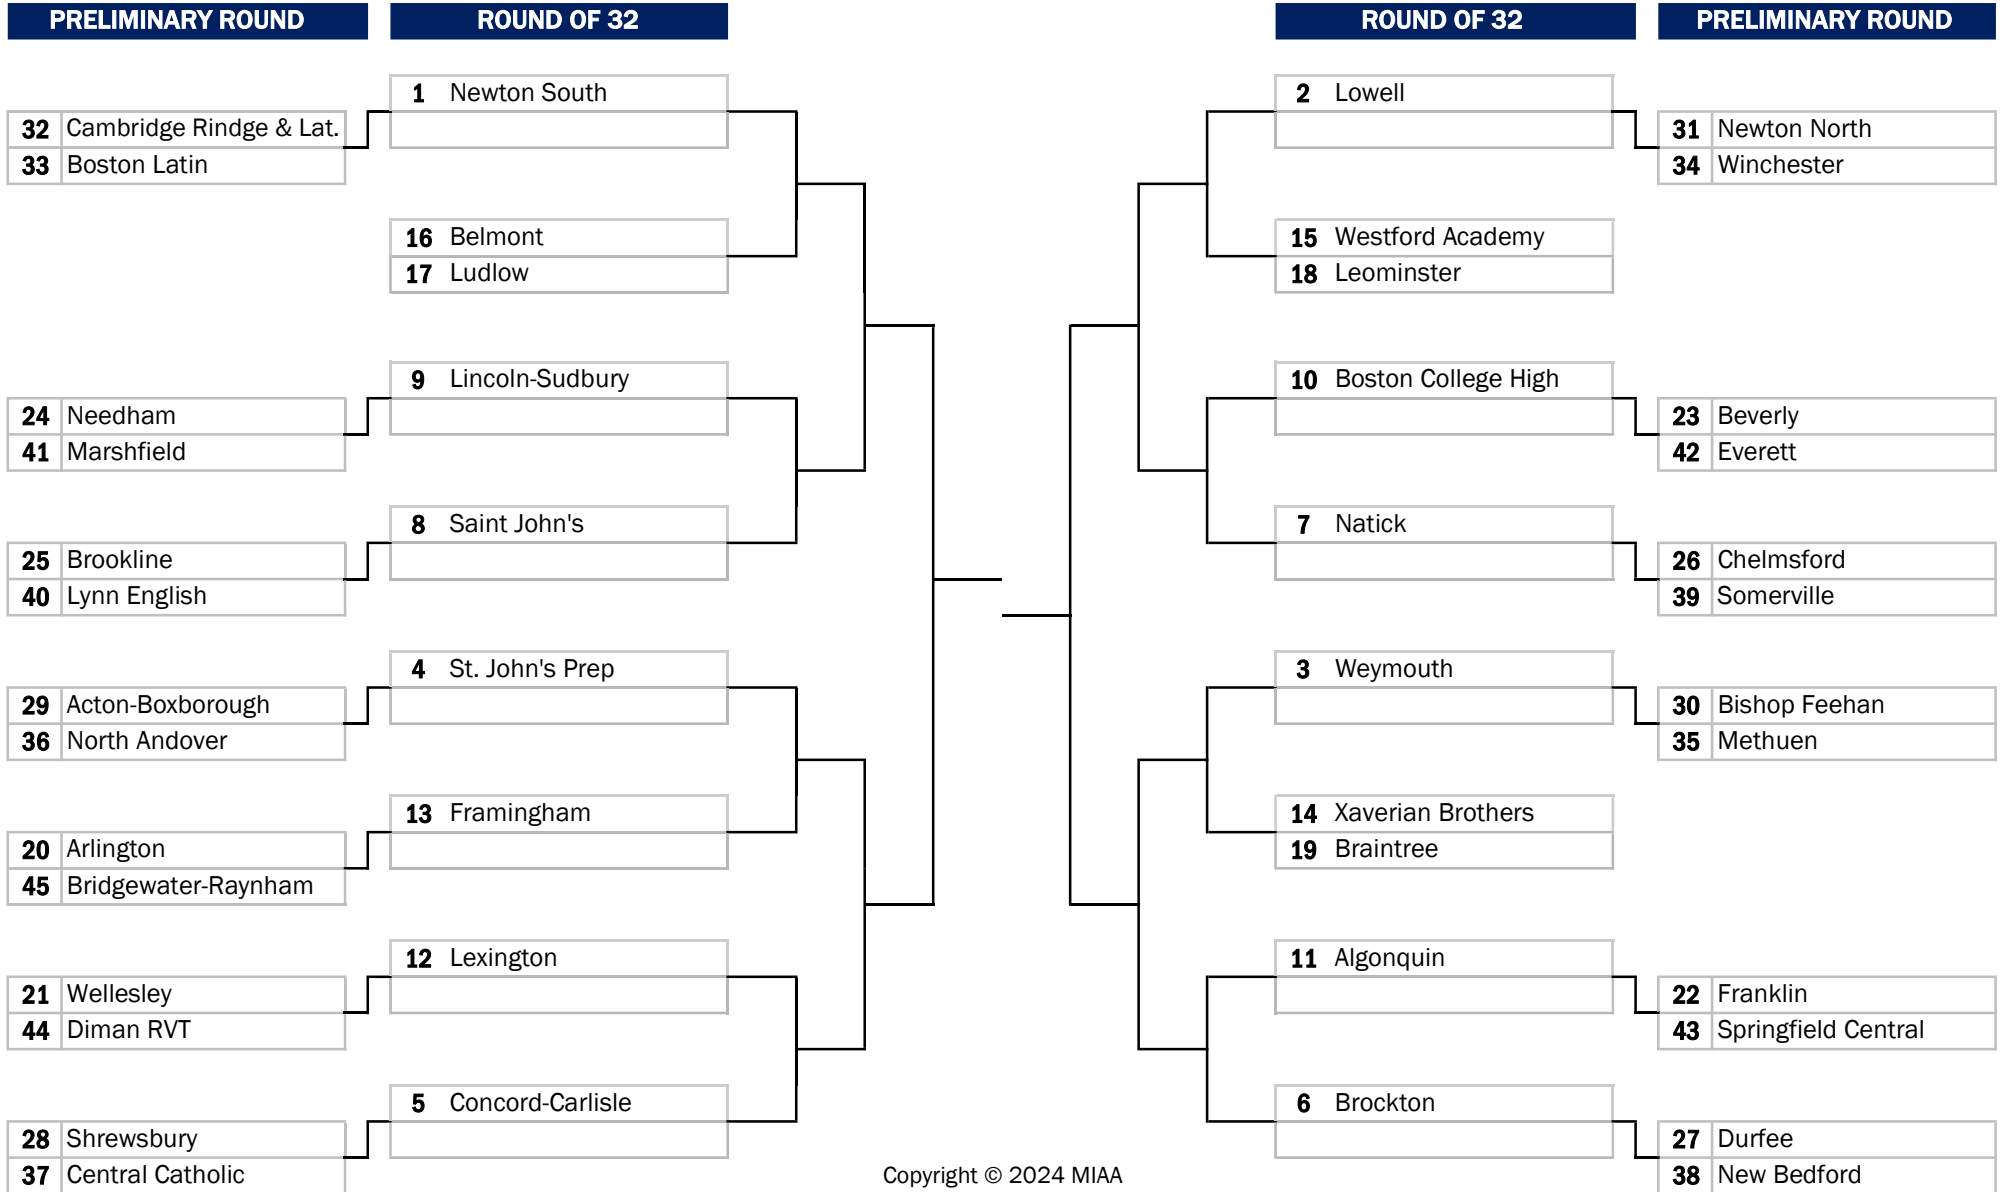 PRELIMINARY ROUND
ROUND OF 32
ROUND OF 32
PRELIMINARY ROUND
1 Newton South
32 Cambridge Rindge & Lat.
33 Boston Latin
16 Belmont
17 Ludlow
9 Lincoln-Sudbury
24 Needham
41 Marshfield
8 Saint John's
25 Brookline
40 Lynn English
4 St. John's Prep
29 Acton-Boxborough
36 North Andover
13 Framingham
20 Arlington
45 Bridgewater-Raynham
12 Lexington
21 Wellesley
44 Diman RVT
5 Concord-Carlisle
28 Shrewsbury
37 Central Catholic
2 Lowell
31 Newton North
34 Winchester
15 Westford Academy
18 Leominster
10 Boston College High
23 Beverly
42 Everett
7 Natick
26 Chelmsford
39 Somerville
3 Weymouth
30 Bishop Feehan
35 Methuen
14 Xaverian Brothers
19 Braintree
11 Algonquin
22 Franklin
43 Springfield Central
6 Brockton
27 Durfee
38 New Bedford
Copyright © 2024 MIAA